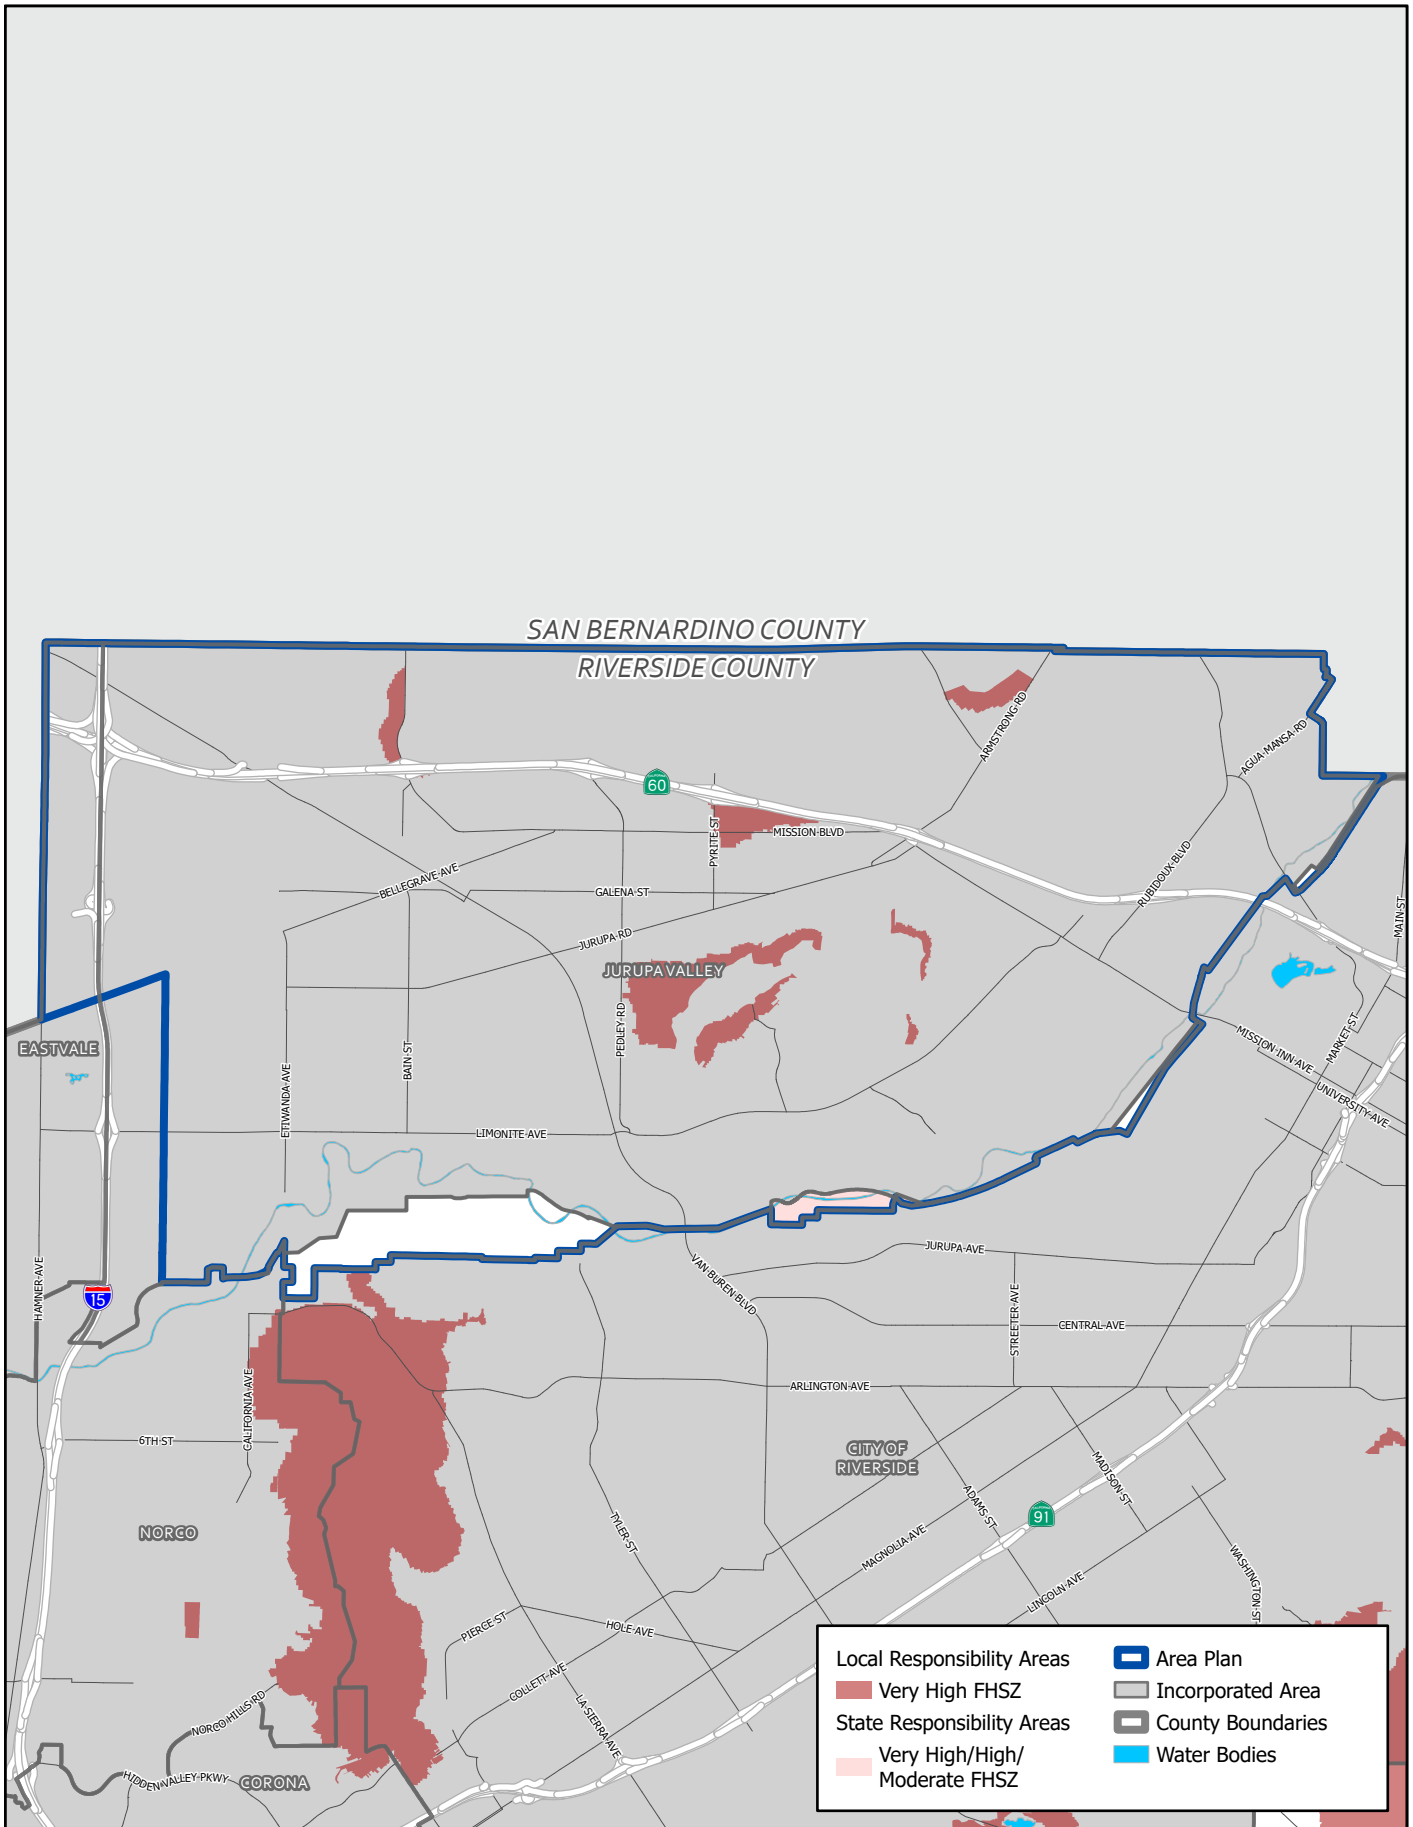 SAN BERNARDINO COUNTY
RIVERSIDE COUNTY
ARMSTRONG RD
AGUA MANSA RD
CALIFORNIA
60
PYRITE ST
MISSION BLVD
RUBIDOUX BLVD
BELLEGRAVE AVE
GALENA ST
MAIN ST
JURUPA RD
JURUPA VALLEY
PEDLEY RD
EASTVALE
BAIN ST
MARKET ST
MISSION INN AVE
ETIWANDA AVE
UNIVERSITY AVE
LIMONITE AVE
JURUPA AVE
VAN BUREN BLVD
HAMNER AVE
15
STREETER AVE
CENTRAL AVE
CALIFORNIA AVE
ARLINGTON AVE
6TH ST
CITY OF
RIVERSIDE
MADISON ST
ADAMS ST
CALIFORNIA
91
NORCO
TYLER ST
MAGNOLIA AVE
WASHINGTON ST
LINCOLN AVE
PIERCE ST
HOLE AVE
COLLETT AVE
LA SIERRA AVE
NORCO HILLS RD
HIDDEN VALLEY PKWY
CORONA
Local Responsibility Areas
Very High FHSZ
State Responsibility Areas
Very High/High/
Moderate FHSZ
Area Plan
Incorporated Area
County Boundaries
Water Bodies